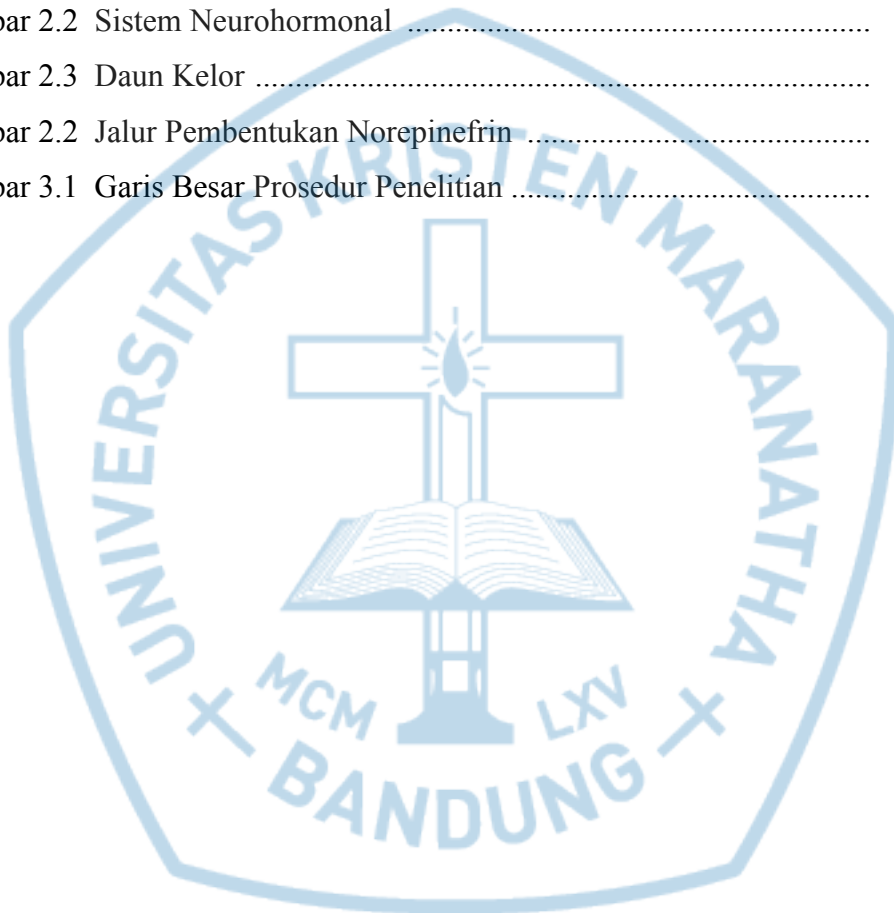 bar 2.2 Sistem Neurohormonal ................................................................
bar 2.3 Daun Kelor ........................................................................................
bar 2.2 Jalur Pembentukan Norepinefrin ................................................
bar 3.1 Garis Besar Prosedur Penelitian ..................................................
UNIVERSITAS KRISTEN MARANATHA
MCM LXV
BANDUNG